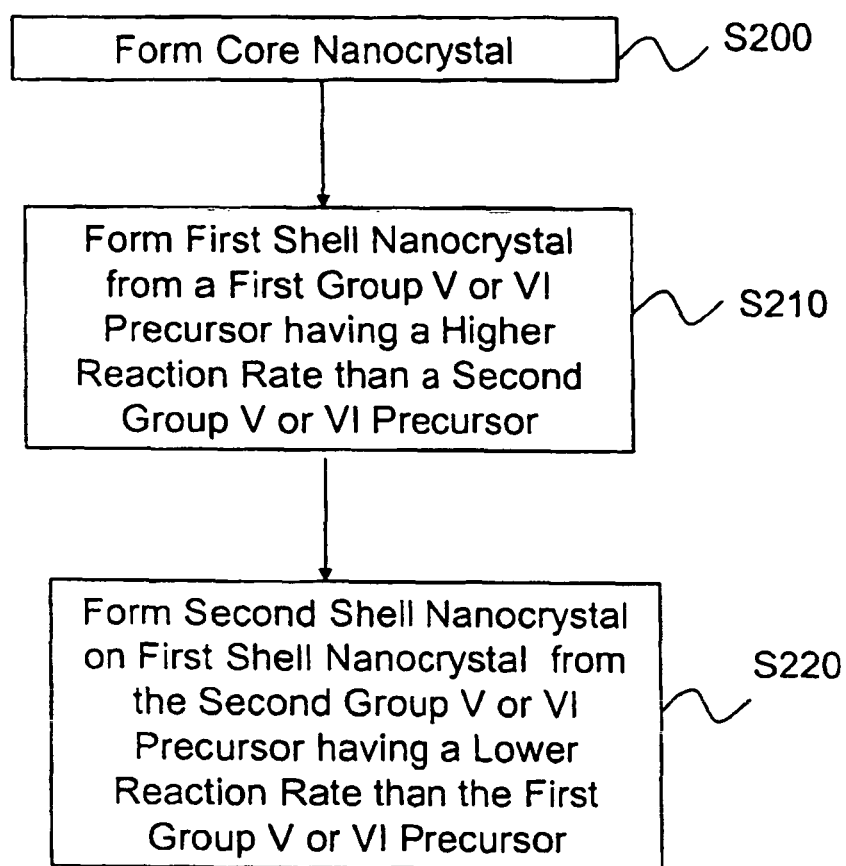 Form Core Nanocrystal
S200
Form First Shell Nanocrystal
from a First Group V or VI
Precursor having a Higher
Reaction Rate than a Second
Group V or VI Precursor
S210
Form Second Shell Nanocrystal
on First Shell Nanocrystal from
the Second Group V or VI
Precursor having a Lower
Reaction Rate than the First
Group V or VI Precursor
S220